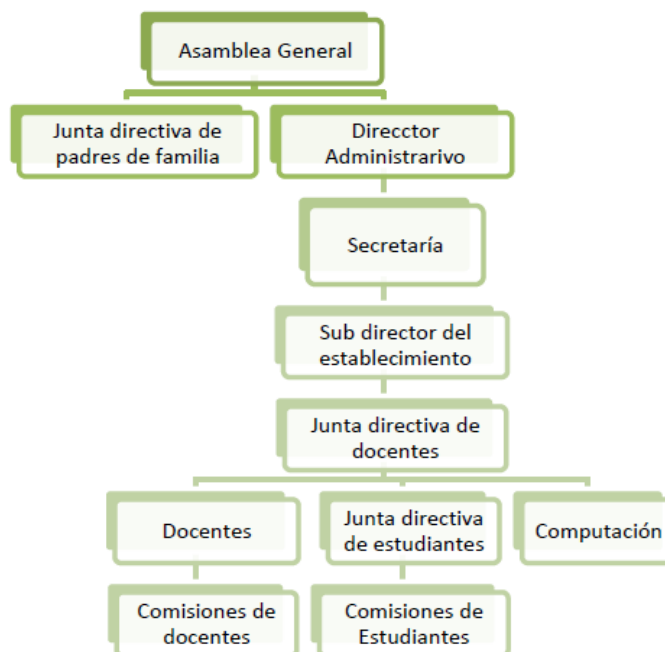 Asamblea General
Junta directiva de
padres de familia
Direcctor
Administrarivo
Secretaría
Sub director del
establecimiento
Junta directiva de
docentes
Docentes
Junta directiva
de estudiantes
Computación
Comisiones de
docentes
Comisiones de
Estudiantes